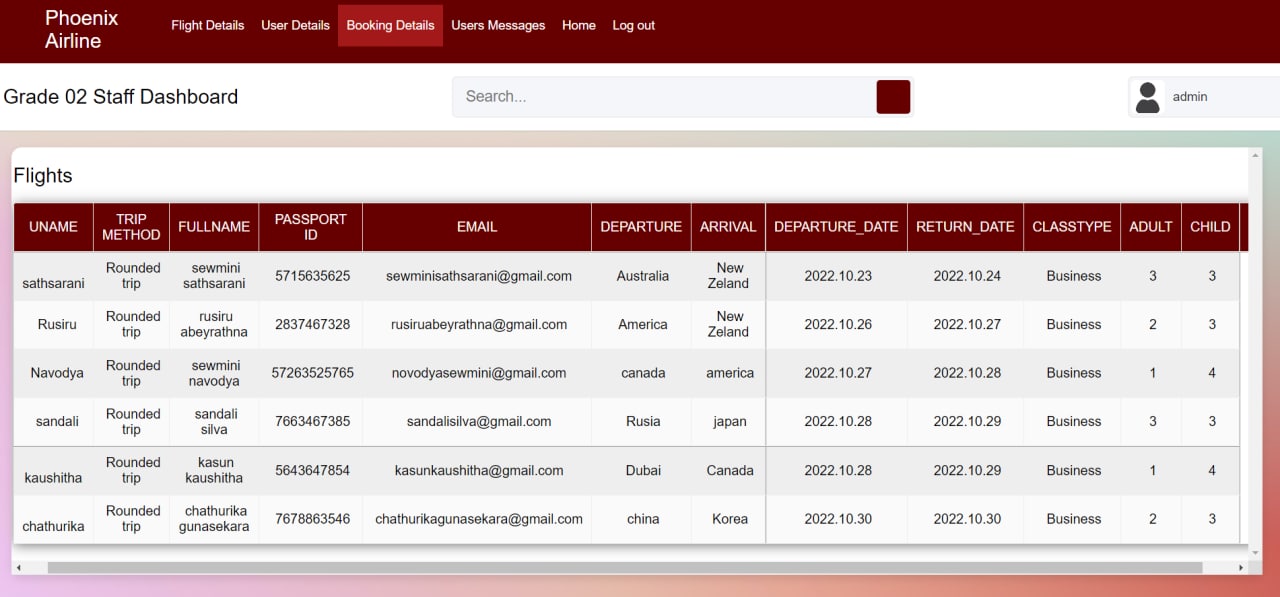 Phoenix
Airline
Flight Details User Details Booking Details Users Messages Home Log out
Grade 02 Staff Dashboard
Search...
admin
Flights
UNAME TRIP METHOD FULLNAME PASSPORT ID EMAIL DEPARTURE ARRIVAL DEPARTURE_DATE RETURN_DATE CLASSTYPE ADULT CHILD
sathsarani Rounded trip sewmini sathsarani 5715635625 sewminisathsarani@gmail.com Australia New Zeland 2022.10.23 2022.10.24 Business 3 3
Rusiru Rounded trip rusiru abeyrathna 2837467328 rusiruabeyrathna@gmail.com America New Zeland 2022.10.26 2022.10.27 Business 2 3
Navodya Rounded trip sewmini navodya 57263525765 novodyasewmini@gmail.com canada america 2022.10.27 2022.10.28 Business 1 4
sandali Rounded trip sandali silva 7663467385 sandalisilva@gmail.com Rusia japan 2022.10.28 2022.10.29 Business 3 3
kaushitha Rounded trip kasun kaushitha 5643647854 kasunkaushitha@gmail.com Dubai Canada 2022.10.28 2022.10.29 Business 1 4
chathurika Rounded trip chathurika gunasekara 7678863546 chathurikagunasekara@gmail.com china Korea 2022.10.30 2022.10.30 Business 2 3